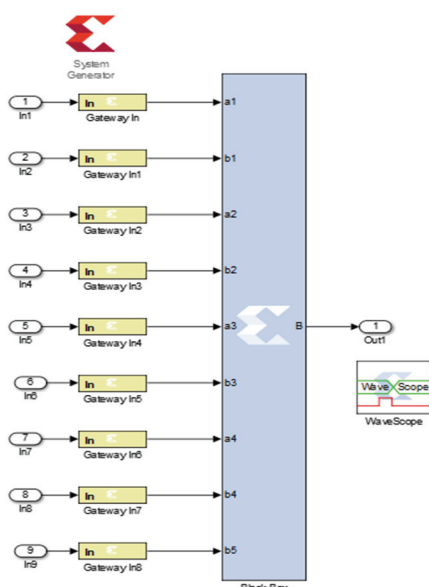 System
Generator
1
In
a1
In1
Gateway In
2
In
b1
In2
Gateway In1
3
In
a2
In3
Gateway In2
4
In
b2
In4
Gateway In3
5
In
a3
B
1
In5
Gateway In4
Out1
6
In
b3
In6
Gateway In5
Wave Scope
WaveScope
7
In
a4
In7
Gateway In6
8
In
b4
In8
Gateway In7
9
In
b5
In9
Gateway In8
Black Box